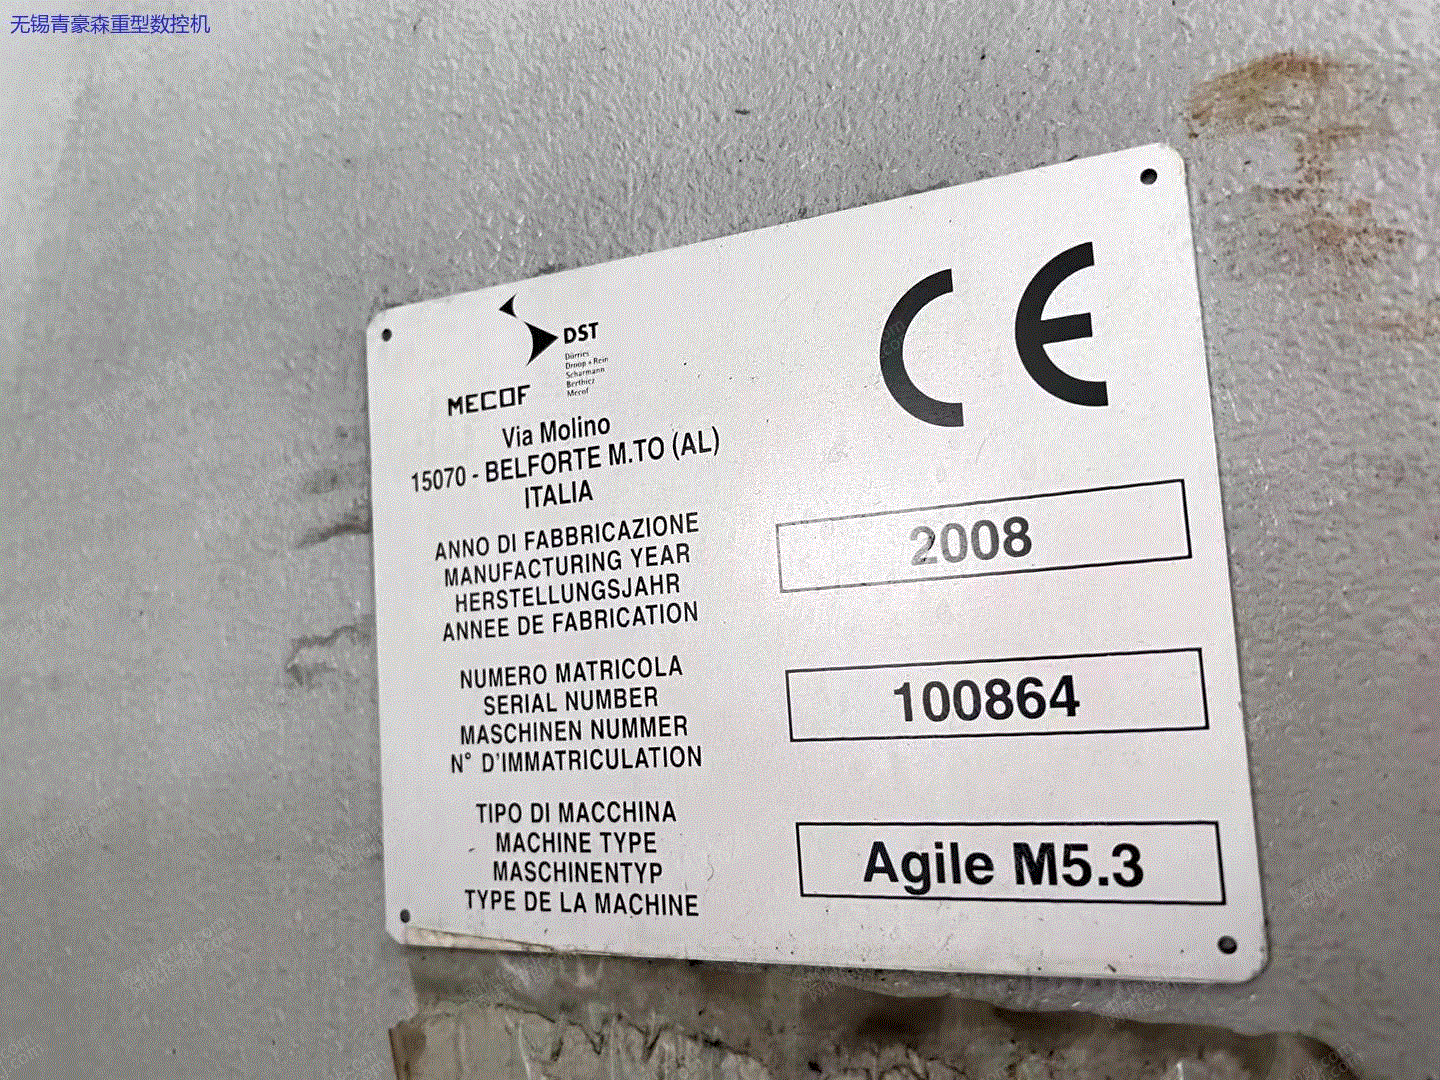 无锡青豪森重型数控机
DST
Dörries
Droop + Rein
Scharmann
Berthiez
Mecof
MECOF
CE
Via Molino
15070 - BELFORTE M.TO (AL)
ITALIA
ANNO DI FABBRICAZIONE
MANUFACTURING YEAR
HERSTELLUNGSJAHR
ANNEE DE FABRICATION
2008
NUMERO MATRICOLA
SERIAL NUMBER
MASCHINEN NUMMER
N° D'IMMATRICULATION
100864
TIPO DI MACCHINA
MACHINE TYPE
MASCHINENTYP
TYPE DE LA MACHINE
Agile M5.3